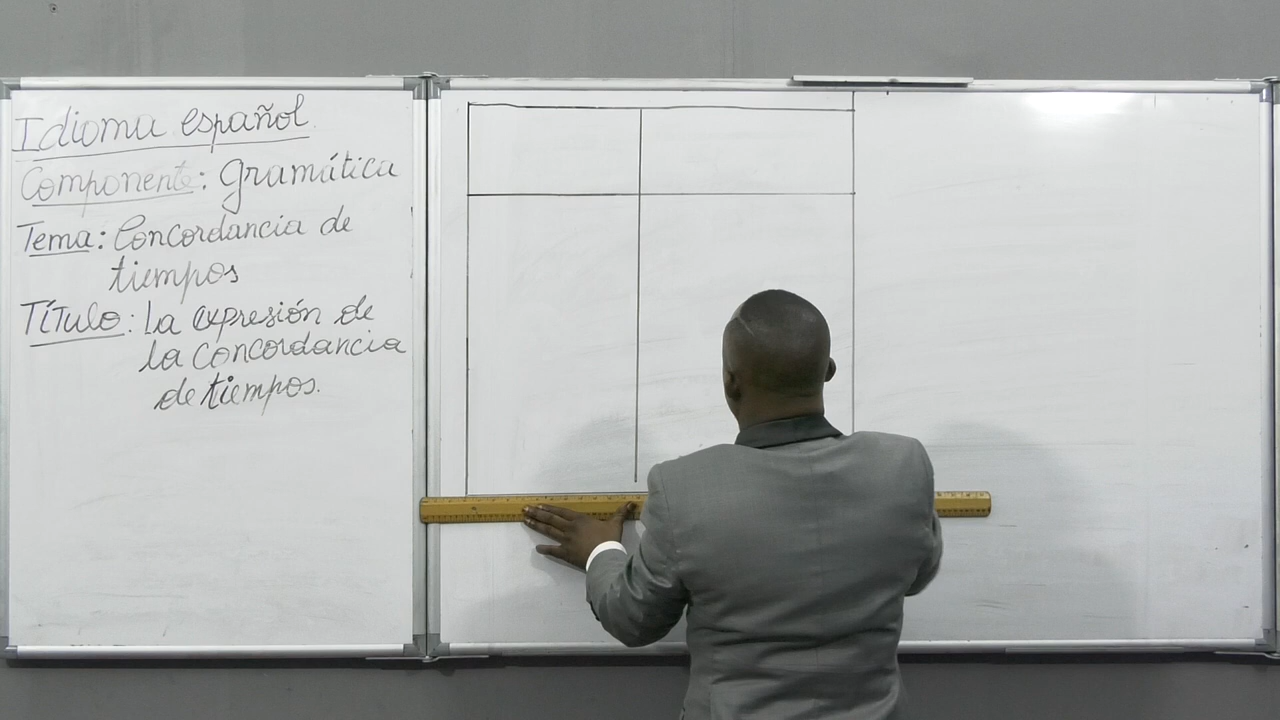 Idioma español
Componente: Gramática
Tema: Concordancia de
tiempos
Título: La expresión de
la concordancia
de tiempos.